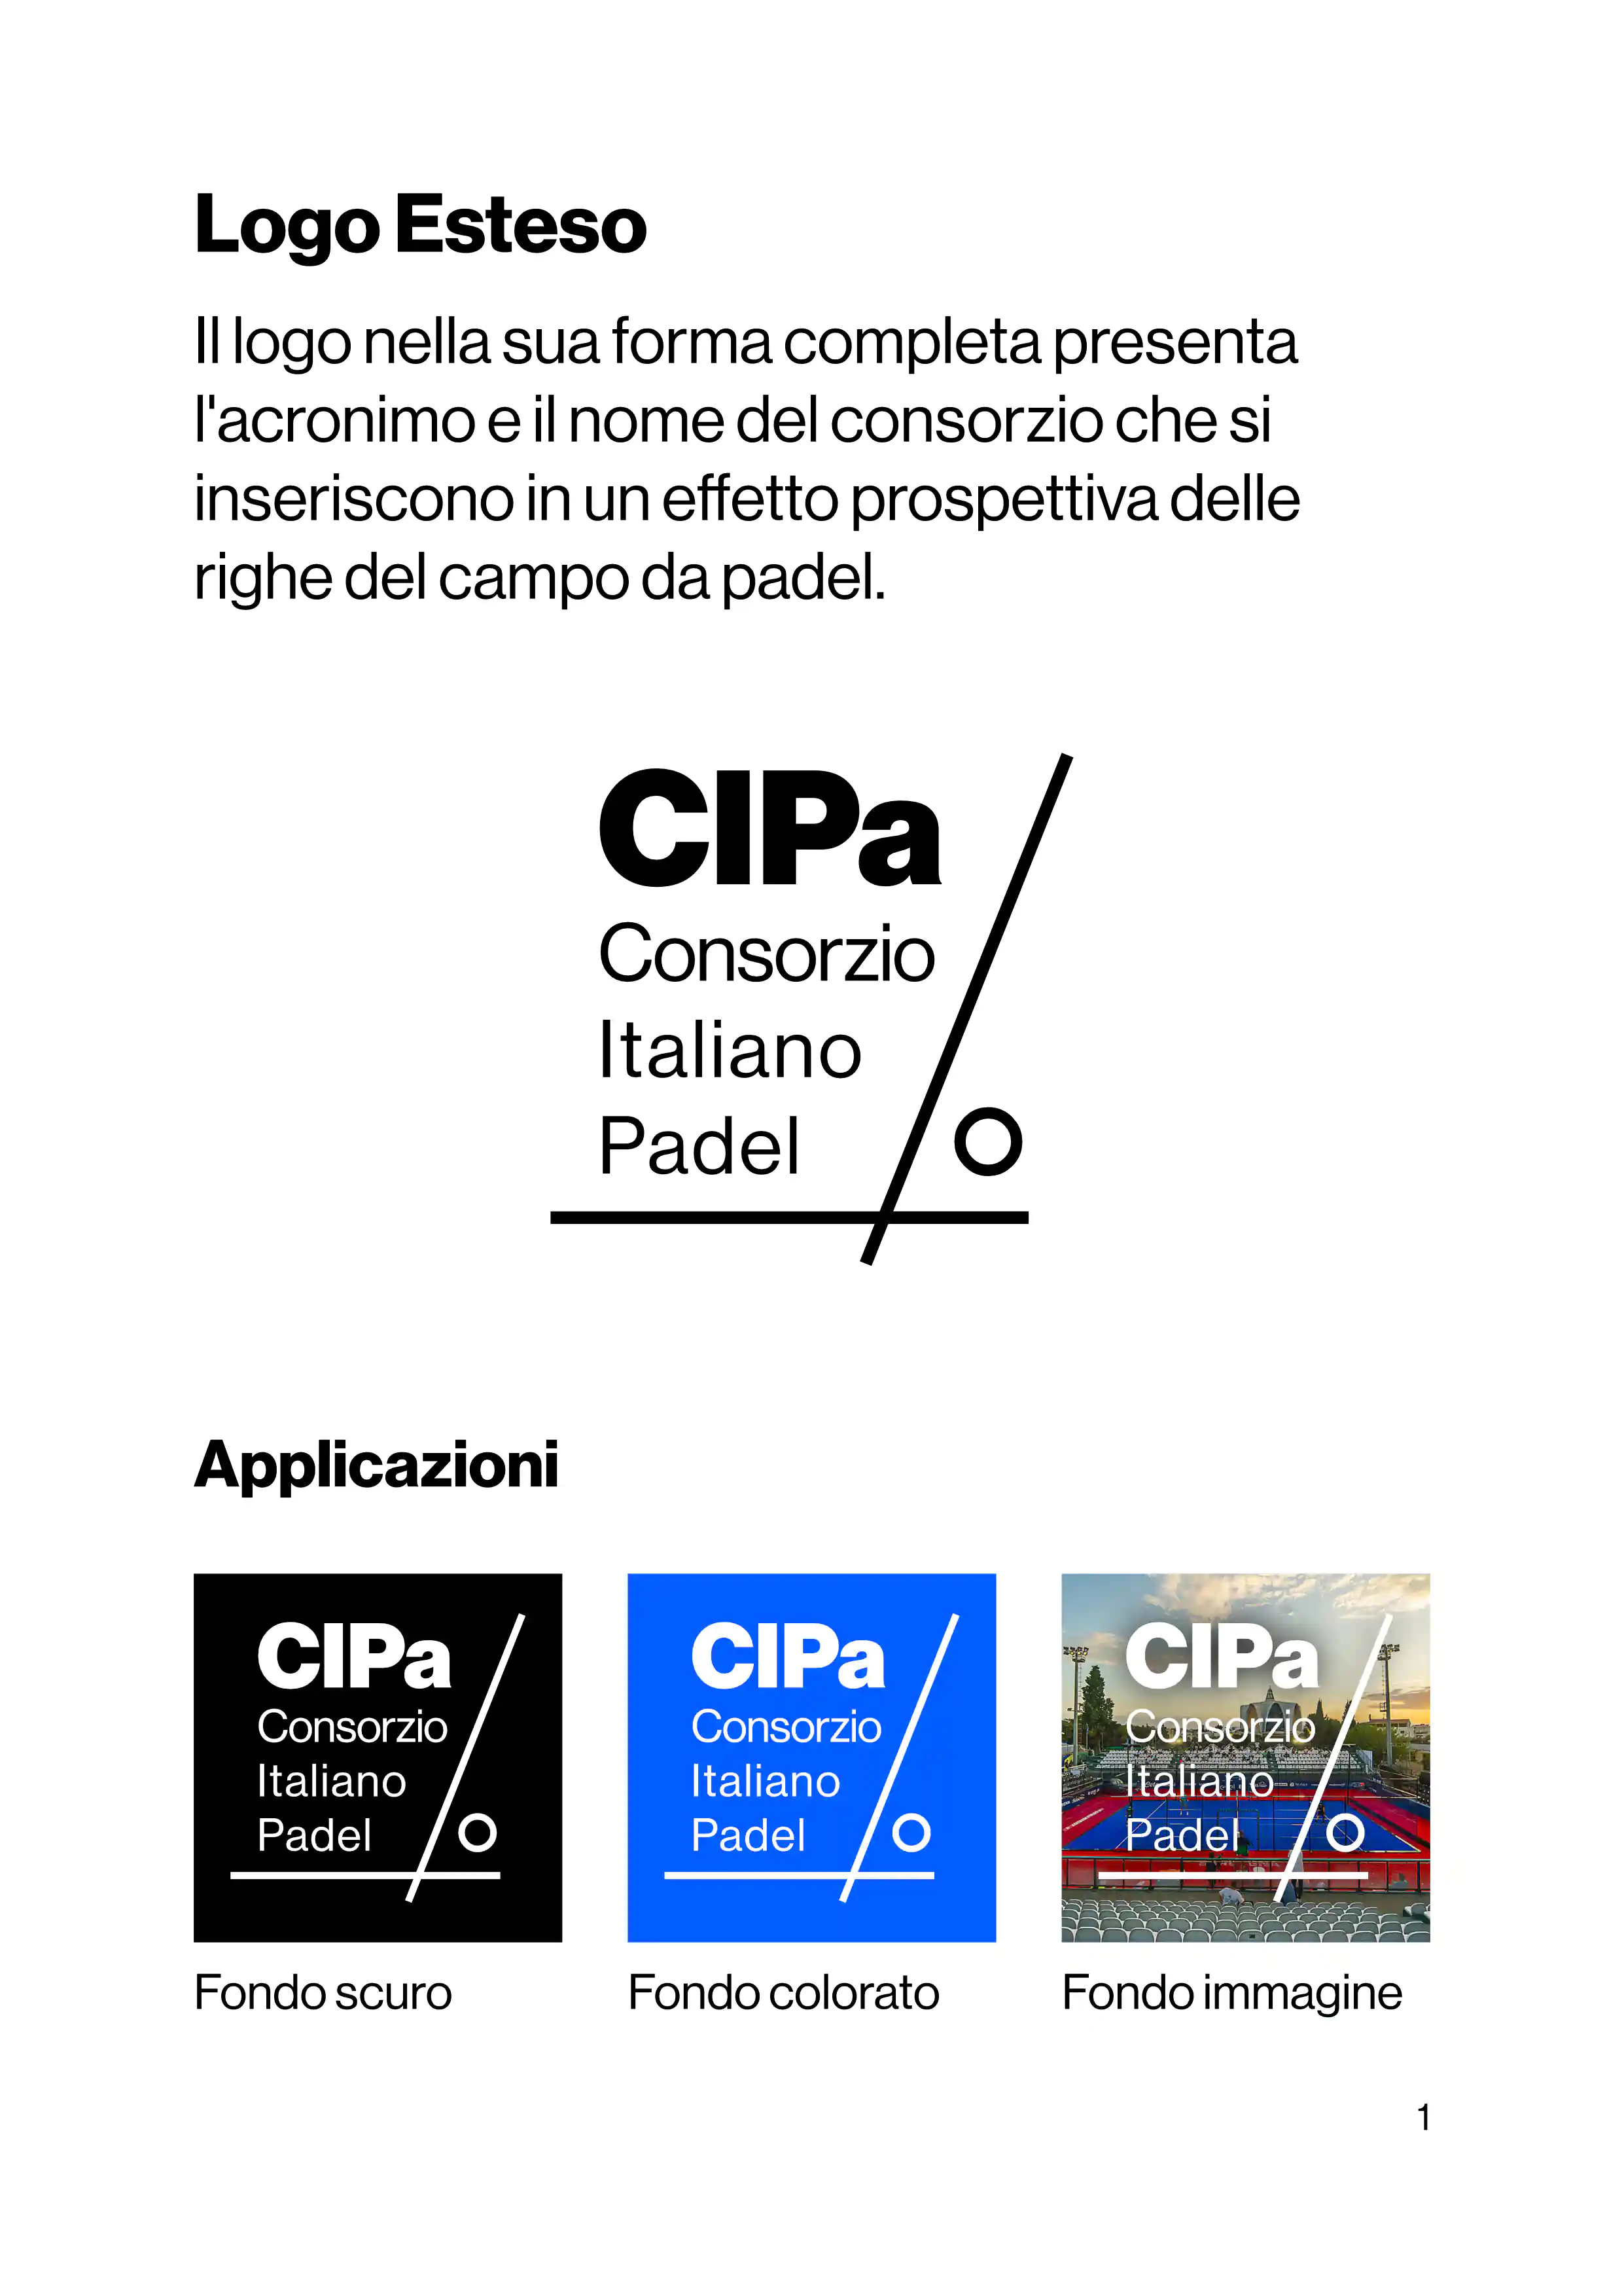 Logo Esteso
Il logo nella sua forma completa presenta
l'acronimo e il nome del consorzio che si
inseriscono in un effetto prospettiva delle
righe del campo da padel.
CIPa
Consorzio
Italiano
Padel
Applicazioni
CIPa
Consorzio
Italiano
Padel
CIPa
Consorzio
Italiano
Padel
CIPa
Consorzio
Italiano
Padel
Fondo scuro
Fondo colorato
Fondo immagine
1